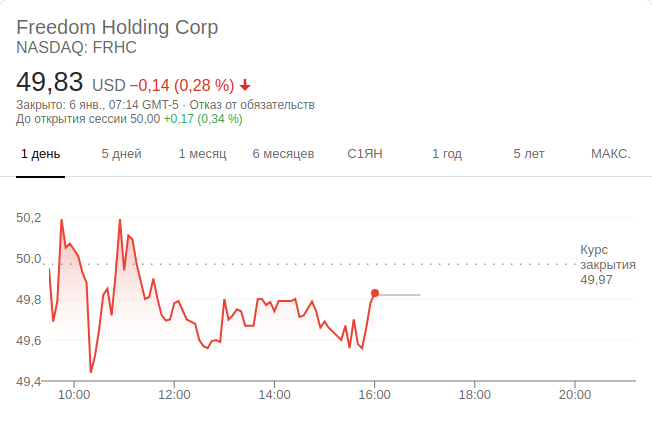 Freedom Holding Corp
NASDAQ: FRHC
49,83 USD −0,14 (0,28 %)
Закрыто: 6 янв., 07:14 GMT-5 · Отказ от обязательств
До открытия сессии 50,00 +0,17 (0,34 %)
1 день 5 дней 1 месяц 6 месяцев С1ЯН 1 год 5 лет МАКС.
50,2
50,0
49,8
49,6
49,4
Курс
закрытия
49,97
10:00 12:00 14:00 16:00 18:00 20:00